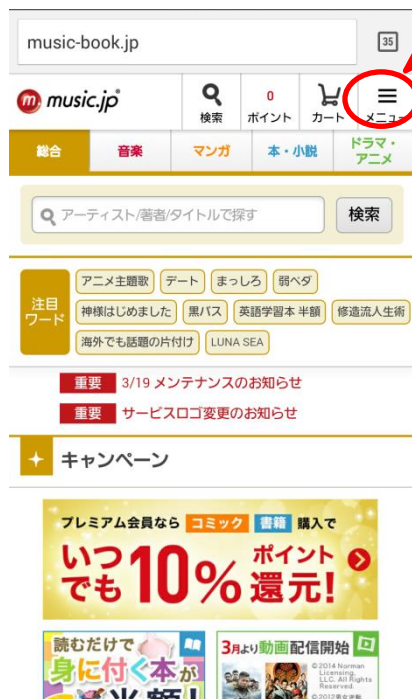 music-book.jp
35
music.jp
検索
0
ポイント
カート
メニュー
総合
音楽
マンガ
本・小説
ドラマ・
アニメ
アーティスト/著者/タイトルで探す
検索
注目
ワード
アニメ主題歌
デート
まっしろ
弱ペダ
神様はじめました
黒バス
英語学習本 半額
修造流人生術
海外でも話題の片付け
LUNA SEA
重要 3/19 メンテナンスのお知らせ
重要 サービスロゴ変更のお知らせ
キャンペーン
プレミアム会員なら コミック 書籍 購入で
いつでも10%ポイント還元!
読むだけで
身に付く本が
半額!
3月より動画配信開始
©2014 Norman
Licensing,
LLC. All Rights
Reserved.